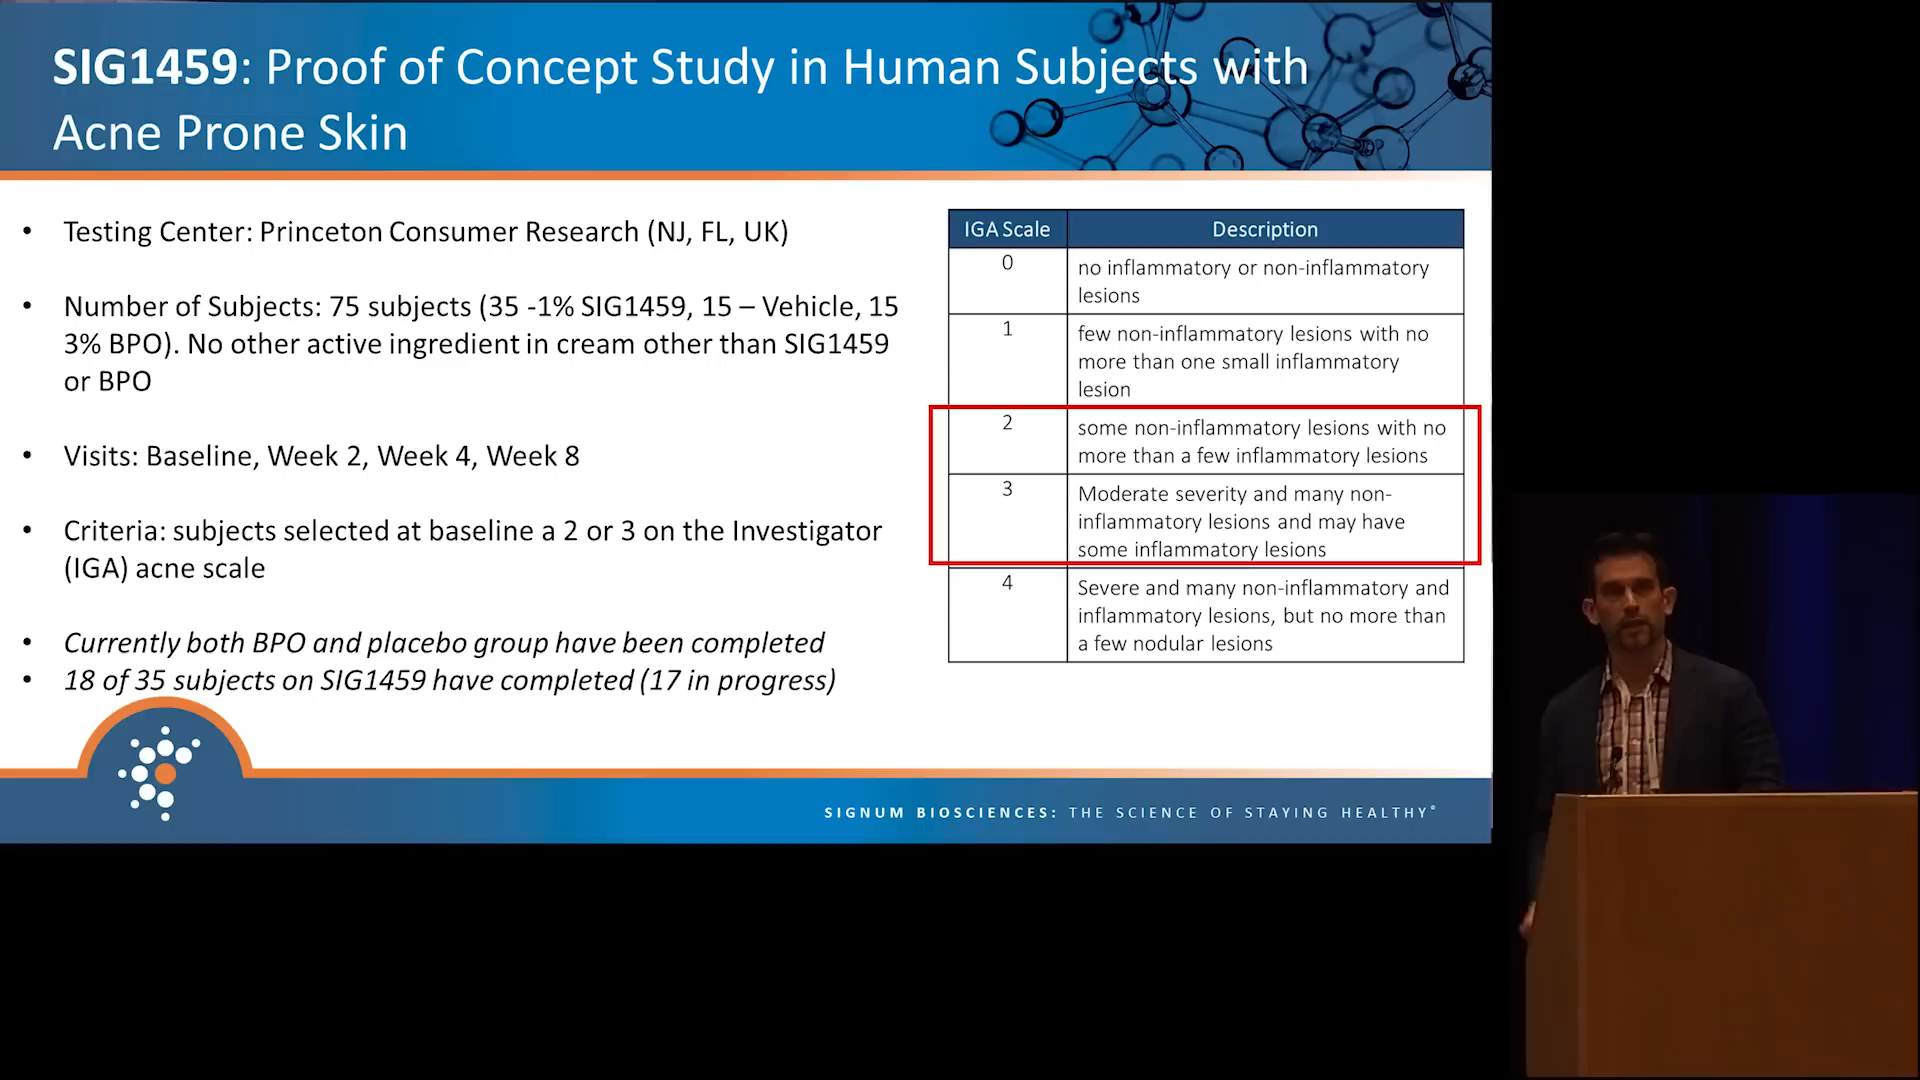 SIG1459: Proof of Concept Study in Human Subjects with
Acne Prone Skin
• Testing Center: Princeton Consumer Research (NJ, FL, UK)
• Number of Subjects: 75 subjects (35 -1% SIG1459, 15 – Vehicle, 15
3% BPO). No other active ingredient in cream other than SIG1459
or BPO
• Visits: Baseline, Week 2, Week 4, Week 8
• Criteria: subjects selected at baseline a 2 or 3 on the Investigator
(IGA) acne scale
• Currently both BPO and placebo group have been completed
• 18 of 35 subjects on SIG1459 have completed (17 in progress)
IGA Scale Description
0 no inflammatory or non-inflammatory
lesions
1 few non-inflammatory lesions with no
more than one small inflammatory
lesion
2 some non-inflammatory lesions with no
more than a few inflammatory lesions
3 Moderate severity and many non-
inflammatory lesions and may have
some inflammatory lesions
4 Severe and many non-inflammatory and
inflammatory lesions, but no more than
a few nodular lesions
SIGNUM BIOSCIENCES: THE SCIENCE OF STAYING HEALTHY®